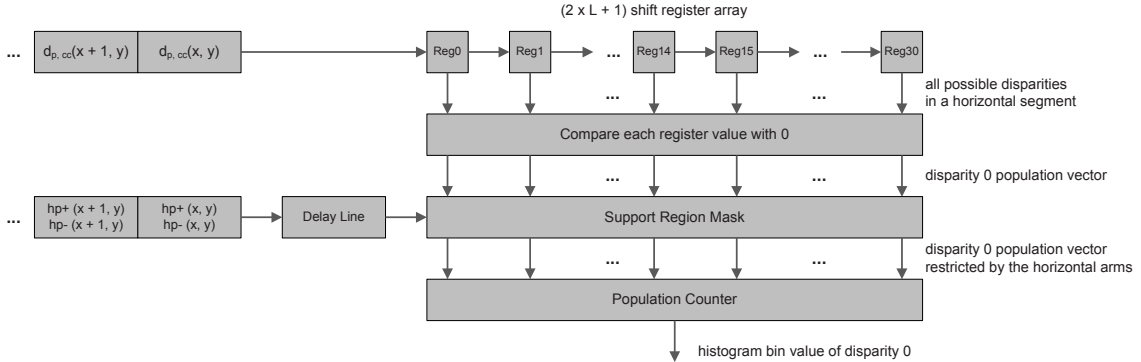 (2 x L + 1) shift register array
... d_{p, cc}(x + 1, y) d_{p, cc}(x, y) Reg0 Reg1 ... Reg14 Reg15 ... Reg30
... ...
all possible disparities
in a horizontal segment
Compare each register value with 0
... ...
disparity 0 population vector
... hp+ (x + 1, y) hp+ (x, y)
hp- (x + 1, y) hp- (x, y)
Delay Line
Support Region Mask
... ...
disparity 0 population vector
restricted by the horizontal arms
Population Counter
histogram bin value of disparity 0